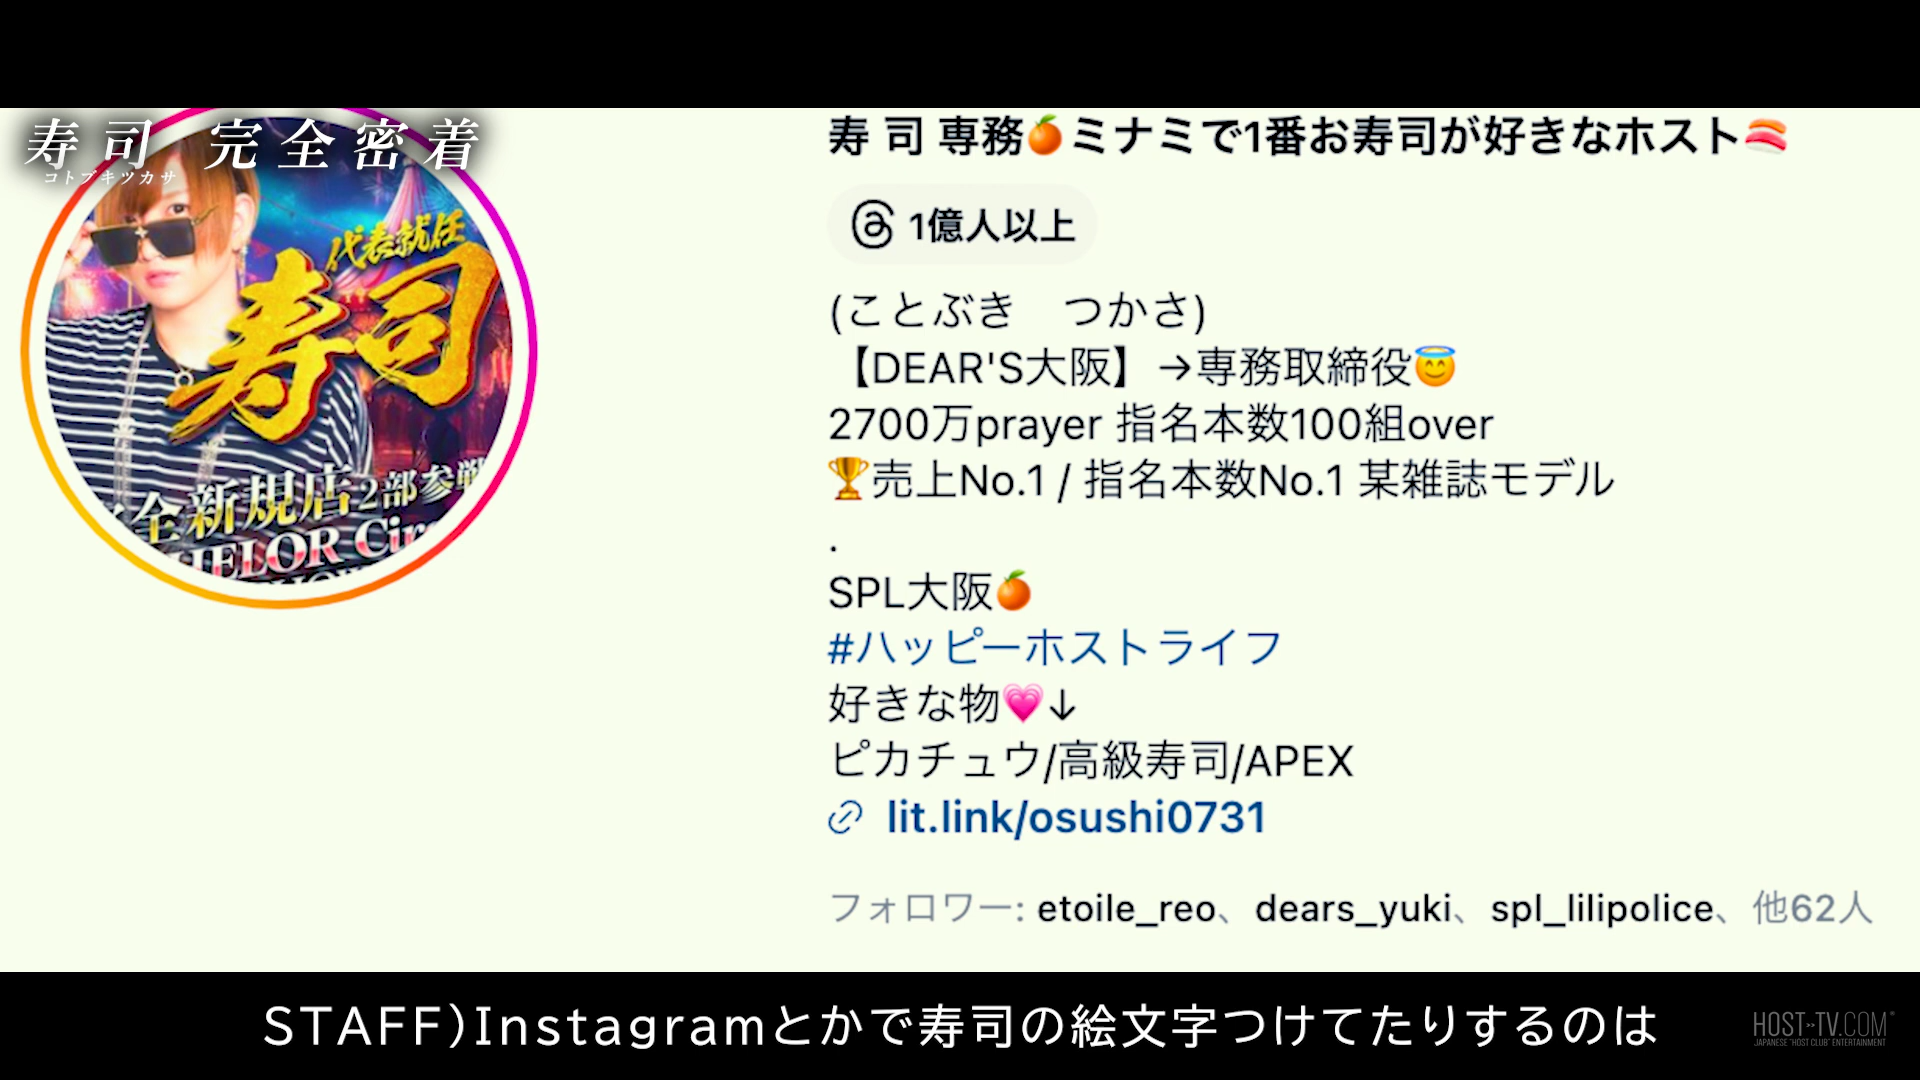 寿司 完全密着
コトブキツカサ
代表就任
寿司
完全新規店2部参戦
寿 司 専務🍊ミナミで1番お寿司が好きなホスト🍣
1億人以上
(ことぶき　つかさ)
【DEAR'S大阪】→専務取締役😇
2700万prayer 指名本数100組over
🏆売上No.1 / 指名本数No.1 某雑誌モデル
.
SPL大阪🍊
#ハッピーホストライフ
好きな物💗↓
ピカチュウ/高級寿司/APEX
lit.link/osushi0731
フォロワー: etoile_reo、dears_yuki、spl_lilipolice、他62人
STAFF)Instagramとかで寿司の絵文字つけてたりするのは
HOST-TV.COM
JAPANESE "HOST CLUB" ENTERTAINMENT